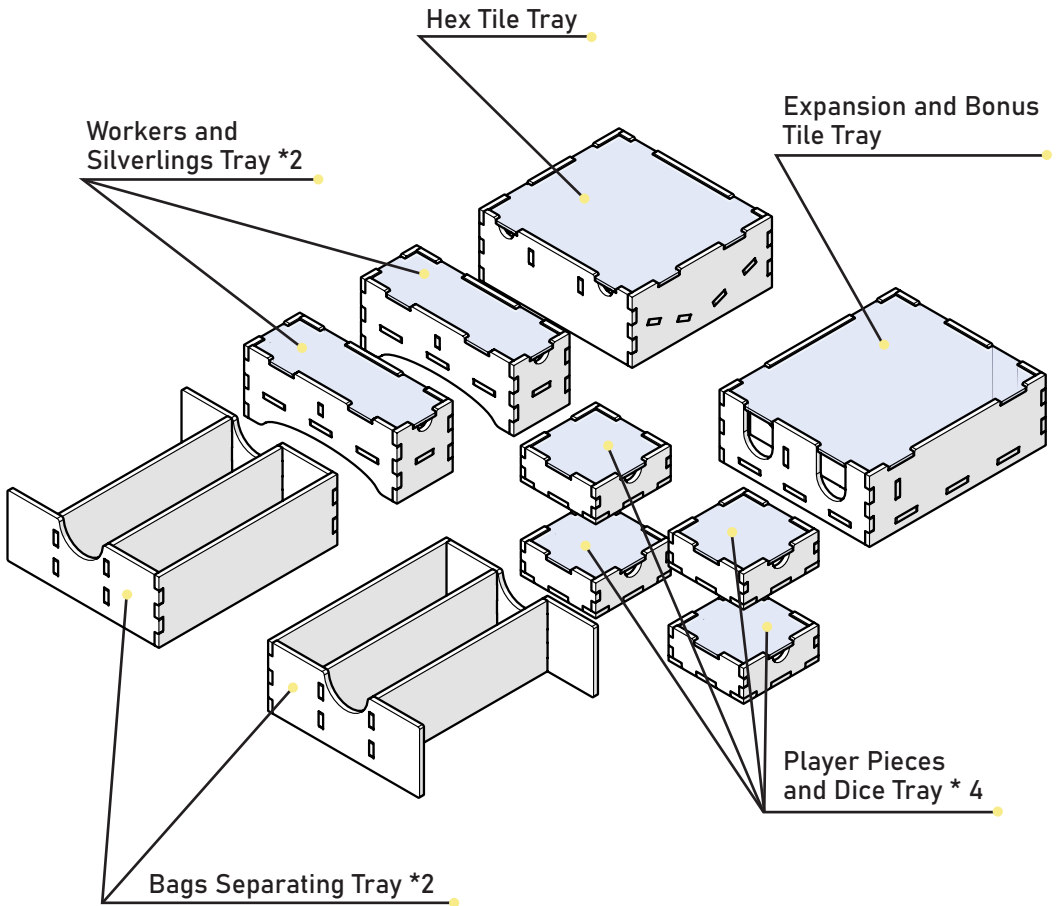 Hex Tile Tray
Expansion and Bonus
Tile Tray
Workers and
Silverlings Tray *2
Player Pieces
and Dice Tray * 4
Bags Separating Tray *2